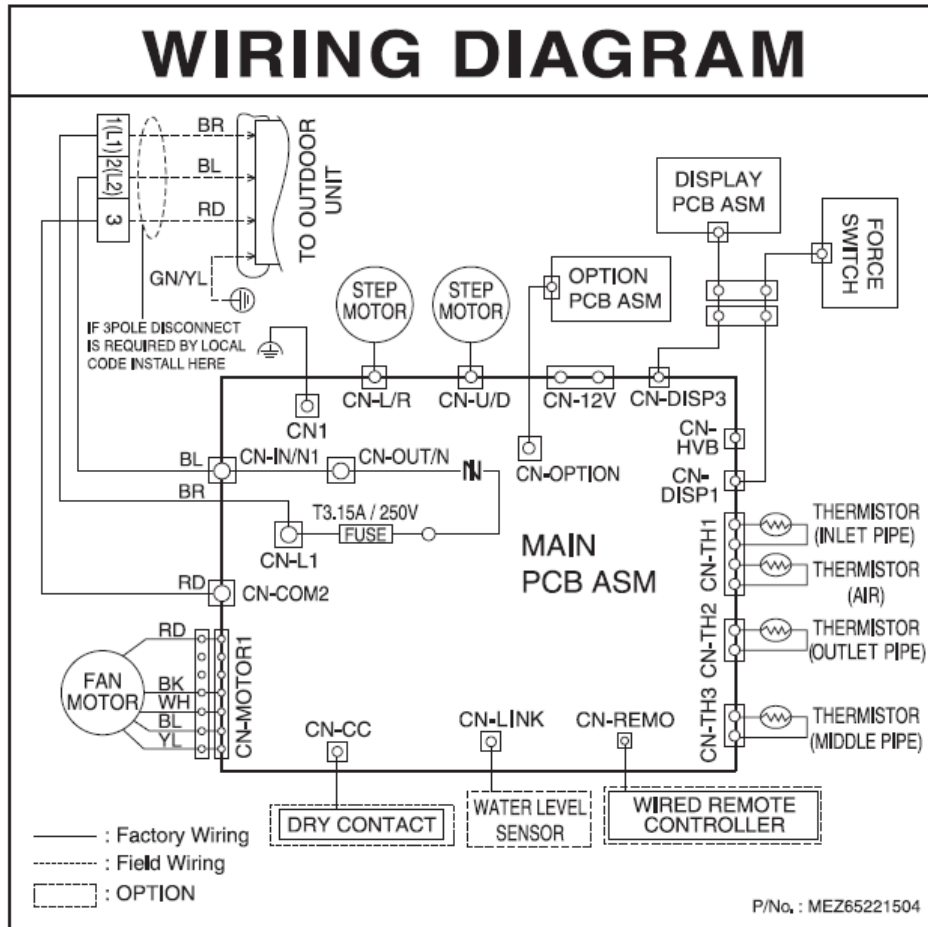 WIRING DIAGRAM
1(L1)
2(L2)
3
BR
BL
RD
GN/YL
TO OUTDOOR
UNIT
IF 3POLE DISCONNECT
IS REQUIRED BY LOCAL
CODE INSTALL HERE
STEP
MOTOR
STEP
MOTOR
OPTION
PCB ASM
DISPLAY
PCB ASM
FORCE
SWITCH
CN1
CN-L/R
CN-U/D
CN-12V
CN-DISP3
CN-OPTION
CN-
HVB
CN-
DISP1
BL
CN-IN/N1
CN-OUT/N
BR
T3.15A / 250V
FUSE
CN-L1
RD
CN-COM2
MAIN
PCB ASM
CN-TH1
THERMISTOR
(INLET PIPE)
THERMISTOR
(AIR)
CN-TH2
THERMISTOR
(OUTLET PIPE)
CN-TH3
THERMISTOR
(MIDDLE PIPE)
FAN
MOTOR
RD
BK
WH
BL
YL
CN-MOTOR1
CN-CC
CN-LINK
CN-REMO
DRY CONTACT
WATER LEVEL
SENSOR
WIRED REMOTE
CONTROLLER
: Factory Wiring
: Field Wiring
: OPTION
P/No. : MEZ65221504